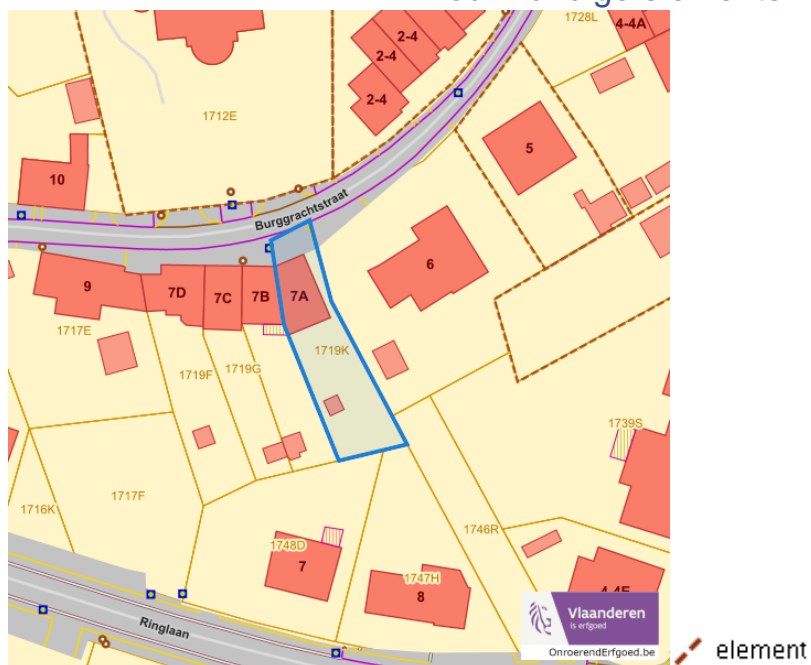 1728L
4-4A
2-4
2-4
2-4
1712E
5
10
Burggrachtstraat
6
9
7D
7C
7B
7A
1717E
1719K
1719F
1719G
1739S
1717F
1716K
1746R
1748D
7
1747H
8
4-4E
Vlaanderen
is erfgoed
OnroerendErfgoed.be
Ringlaan
element